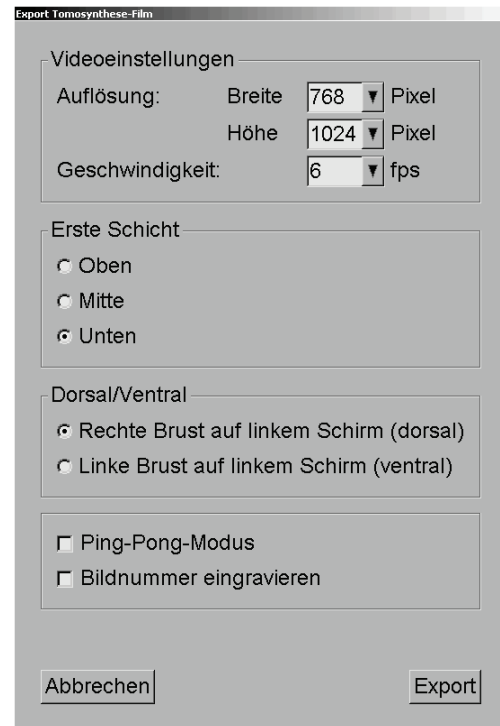 Export Tomosynthese-Film
Videoeinstellungen
Auflösung: Breite 768 Pixel
Höhe 1024 Pixel
Geschwindigkeit: 6 fps
Erste Schicht
Oben
Mitte
Unten
Dorsal/Ventral
Rechte Brust auf linkem Schirm (dorsal)
Linke Brust auf linkem Schirm (ventral)
Ping-Pong-Modus
Bildnummer eingravieren
Abbrechen Export